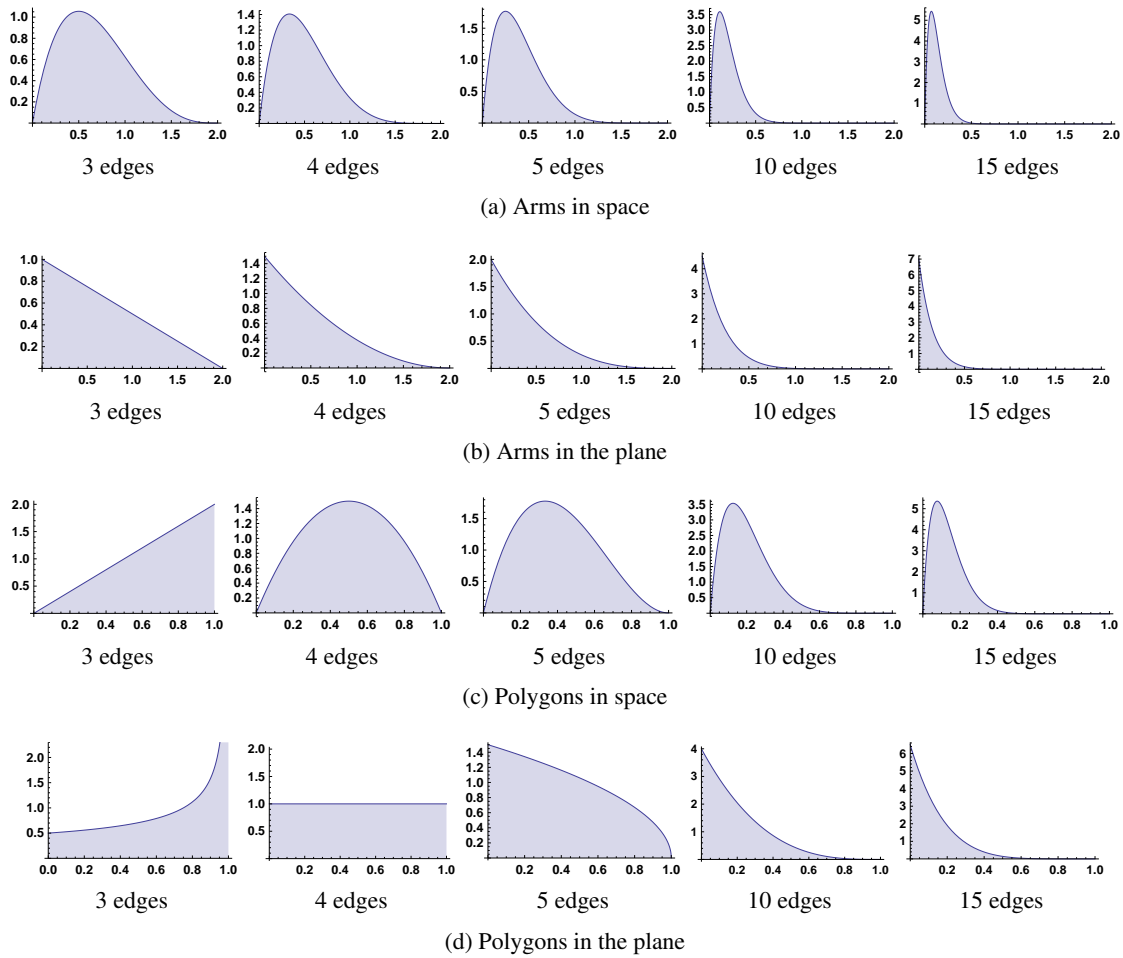 1.0
0.8
0.6
0.4
0.2
0.5 1.0 1.5 2.0
3 edges
1.4
1.2
1.0
0.8
0.6
0.4
0.2
0.5 1.0 1.5 2.0
4 edges
1.5
1.0
0.5
0.5 1.0 1.5 2.0
5 edges
3.5
3.0
2.5
2.0
1.5
1.0
0.5
0.5 1.0 1.5 2.0
10 edges
5
4
3
2
1
0.5 1.0 1.5 2.0
15 edges
(a) Arms in space
1.0
0.8
0.6
0.4
0.2
0.5 1.0 1.5 2.0
3 edges
1.4
1.2
1.0
0.8
0.6
0.4
0.2
0.5 1.0 1.5 2.0
4 edges
2.0
1.5
1.0
0.5
0.5 1.0 1.5 2.0
5 edges
4
3
2
1
0.5 1.0 1.5 2.0
10 edges
7
6
5
4
3
2
1
0.5 1.0 1.5 2.0
15 edges
(b) Arms in the plane
2.0
1.5
1.0
0.5
0.2 0.4 0.6 0.8 1.0
3 edges
1.4
1.2
1.0
0.8
0.6
0.4
0.2
0.2 0.4 0.6 0.8 1.0
4 edges
1.5
1.0
0.5
0.2 0.4 0.6 0.8 1.0
5 edges
3.5
3.0
2.5
2.0
1.5
1.0
0.5
0.2 0.4 0.6 0.8 1.0
10 edges
5
4
3
2
1
0.2 0.4 0.6 0.8 1.0
15 edges
(c) Polygons in space
2.0
1.5
1.0
0.5
0.0 0.2 0.4 0.6 0.8 1.0
3 edges
2.0
1.5
1.0
0.5
0.2 0.4 0.6 0.8 1.0
4 edges
1.4
1.2
1.0
0.8
0.6
0.4
0.2
0.0
0.2 0.4 0.6 0.8 1.0
5 edges
4
3
2
1
0.2 0.4 0.6 0.8 1.0
10 edges
6
5
4
3
2
1
0.2 0.4 0.6 0.8 1.0
15 edges
(d) Polygons in the plane